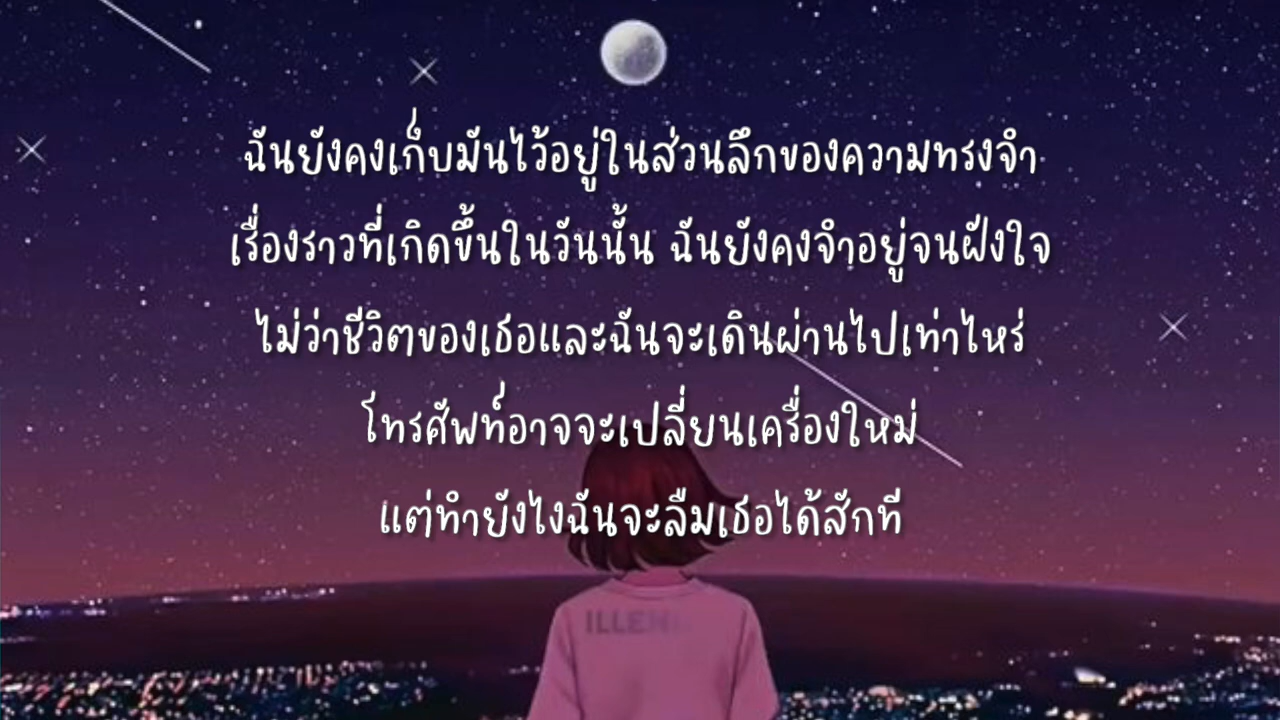 ฉันยังคงเก็บมันไว้อยู่ในส่วนลึกของความทรงจำ
เรื่องราวที่เกิดขึ้นในวันนั้น ฉันยังคงจำอยู่จนฝังใจ
ไม่ว่าชีวิตของเธอและฉันจะเดินผ่านไปเท่าไหร่
โทรศัพท์อาจจะเปลี่ยนเครื่องใหม่
แต่ทำยังไงฉันจะลืมเธอได้สักที